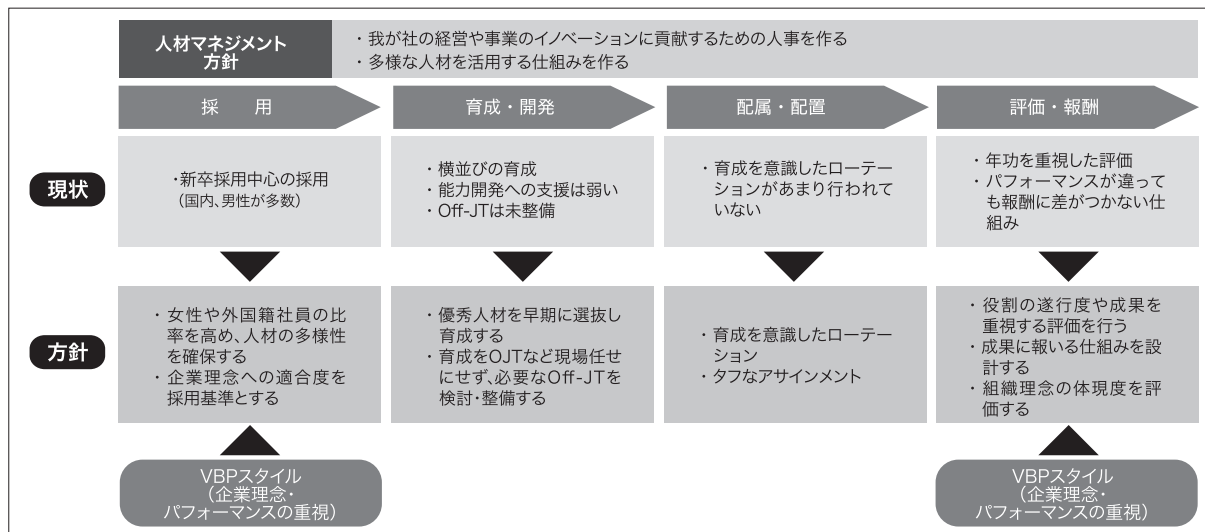 人材マネジメント
方針
・我が社の経営や事業のイノベーションに貢献するための人事を作る
・多様な人材を活用する仕組みを作る
採　用
育成・開発
配属・配置
評価・報酬
現状
・新卒採用中心の採用
（国内、男性が多数）
・横並びの育成
・能力開発への支援は弱い
・Off-JTは未整備
・育成を意識したローテー
ションがあまり行われて
いない
・年功を重視した評価
・パフォーマンスが違って
も報酬に差がつかない仕
組み
方針
・女性や外国籍社員の比
率を高め、人材の多様性
を確保する
・企業理念への適合度を
採用基準とする
・優秀人材を早期に選抜し
育成する
・育成をOJTなど現場任せ
にせず、必要なOff-JTを
検討・整備する
・育成を意識したローテー
ション
・タフなアサインメント
・役割の遂行度や成果を
重視する評価を行う
・成果に報いる仕組みを設
計する
・組織理念の体現度を評
価する
VBPスタイル
（企業理念・
パフォーマンスの重視）
VBPスタイル
（企業理念・
パフォーマンスの重視）